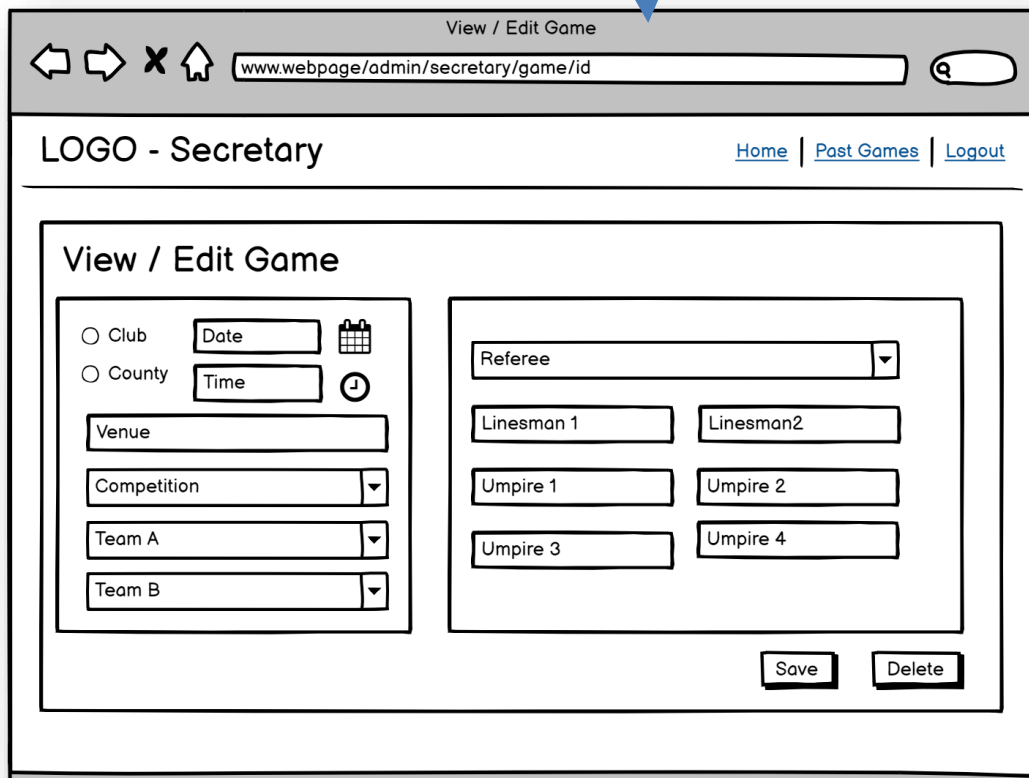 View / Edit Game
www.webpage/admin/secretary/game/id
LOGO - Secretary
Home | Past Games | Logout
View / Edit Game
Club
Date
County
Time
Venue
Competition
Team A
Team B
Referee
Linesman 1
Linesman2
Umpire 1
Umpire 2
Umpire 3
Umpire 4
Save
Delete